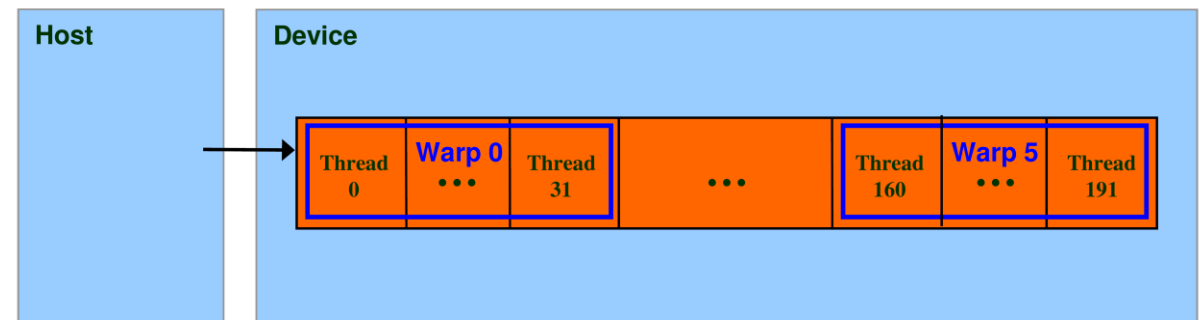 Host
Device
Thread
0
Warp 0
•••
Thread
31
•••
Thread
160
Warp 5
•••
Thread
191